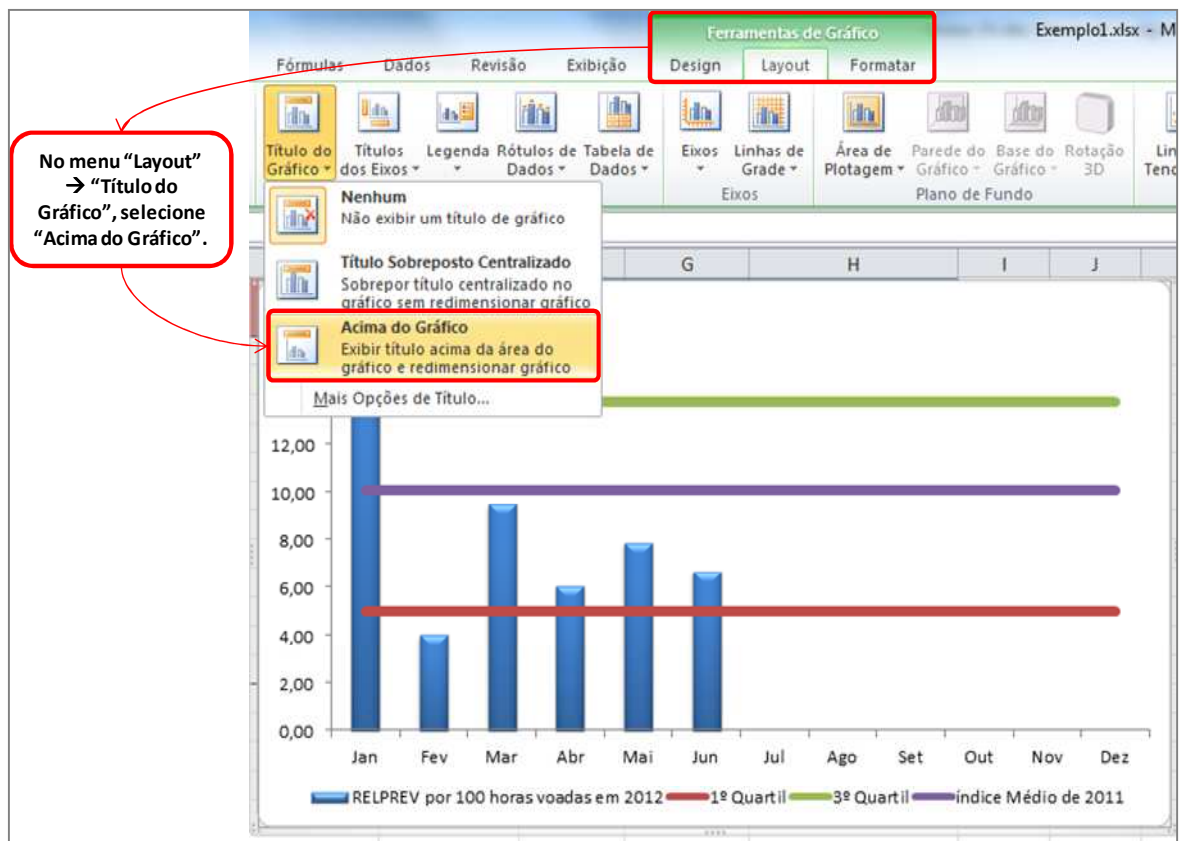 Ferramentas de Gráfico
Exemplo1.xlsx - M
Fórmulas Dados Revisão Exibição Design Layout Formatar
Título do Gráfico
Títulos dos Eixos
Legenda
Rótulos de Dados
Tabela de Dados
Eixos
Linhas de Grade
Área de Plotagem
Parede do Gráfico
Base do Gráfico
Rotação 3D
Lin
Tend
Eixos
Plano de Fundo
No menu “Layout”
→ “Título do
Gráfico”, selecione
“Acima do Gráfico”.
Nenhum
Não exibir um título de gráfico
Título Sobreposto Centralizado
Sobrepor título centralizado no
gráfico sem redimensionar gráfico
Acima do Gráfico
Exibir título acima da área do
gráfico e redimensionar gráfico
Mais Opções de Título...
G H I J
12,00
10,00
8,00
6,00
4,00
2,00
0,00
Jan Fev Mar Abr Mai Jun Jul Ago Set Out Nov Dez
RELPREV por 100 horas voadas em 2012 1º Quartil 3º Quartil índice Médio de 2011